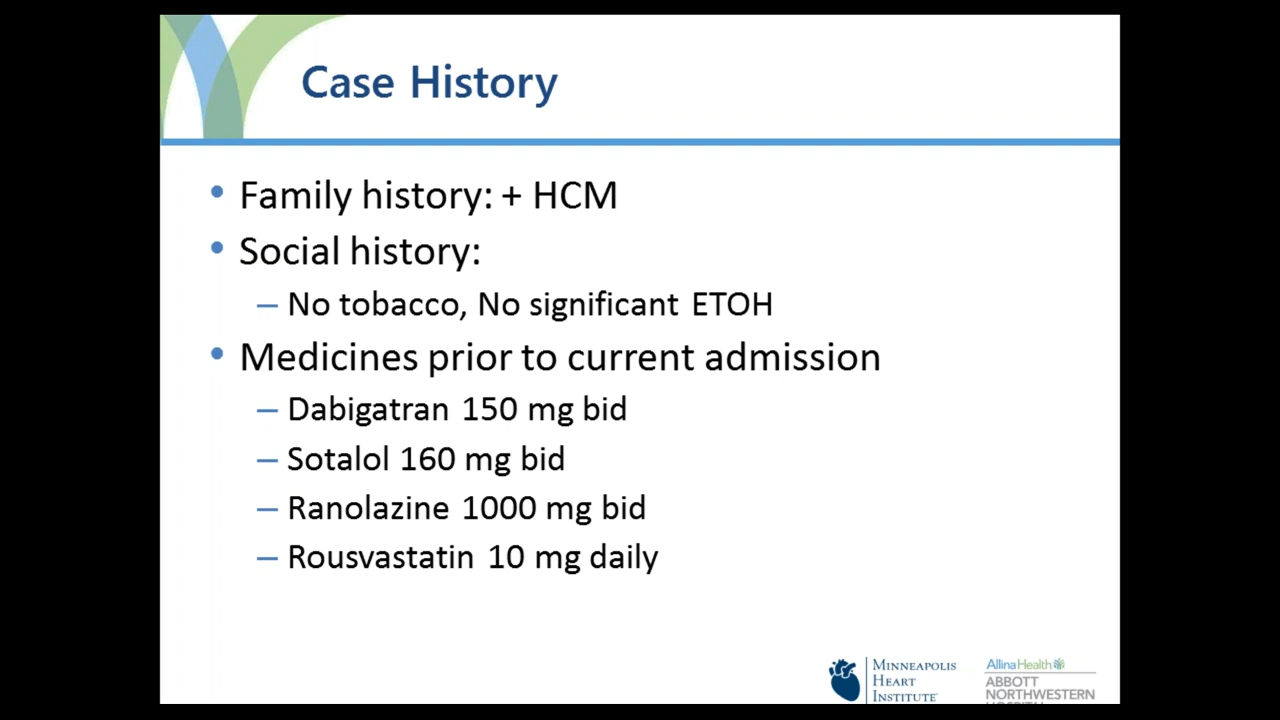 Case History
• Family history: + HCM
• Social history:
– No tobacco, No significant ETOH
• Medicines prior to current admission
– Dabigatran 150 mg bid
– Sotalol 160 mg bid
– Ranolazine 1000 mg bid
– Rousvastatin 10 mg daily
MINNEAPOLIS
HEART
INSTITUTE
AllinaHealth
ABBOTT
NORTHWESTERN
HOSPITAL